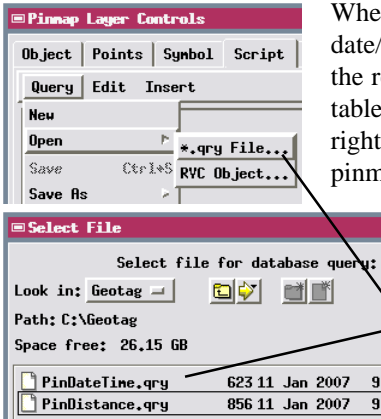 Pinmap Layer Controls
Object Points Symbol Script
Query Edit Insert
New
Open
*.qry File...
Save Ctrl+S
RVC Object...
Save As
Whe
date/
the r
table
right
pinm
Select File
Select file for database query:
Look in: Geotag
Path: C:\Geotag
Space free: 26.15 GB
PinDateTime.qry 623 11 Jan 2007 9
PinDistance.qry 856 11 Jan 2007 9